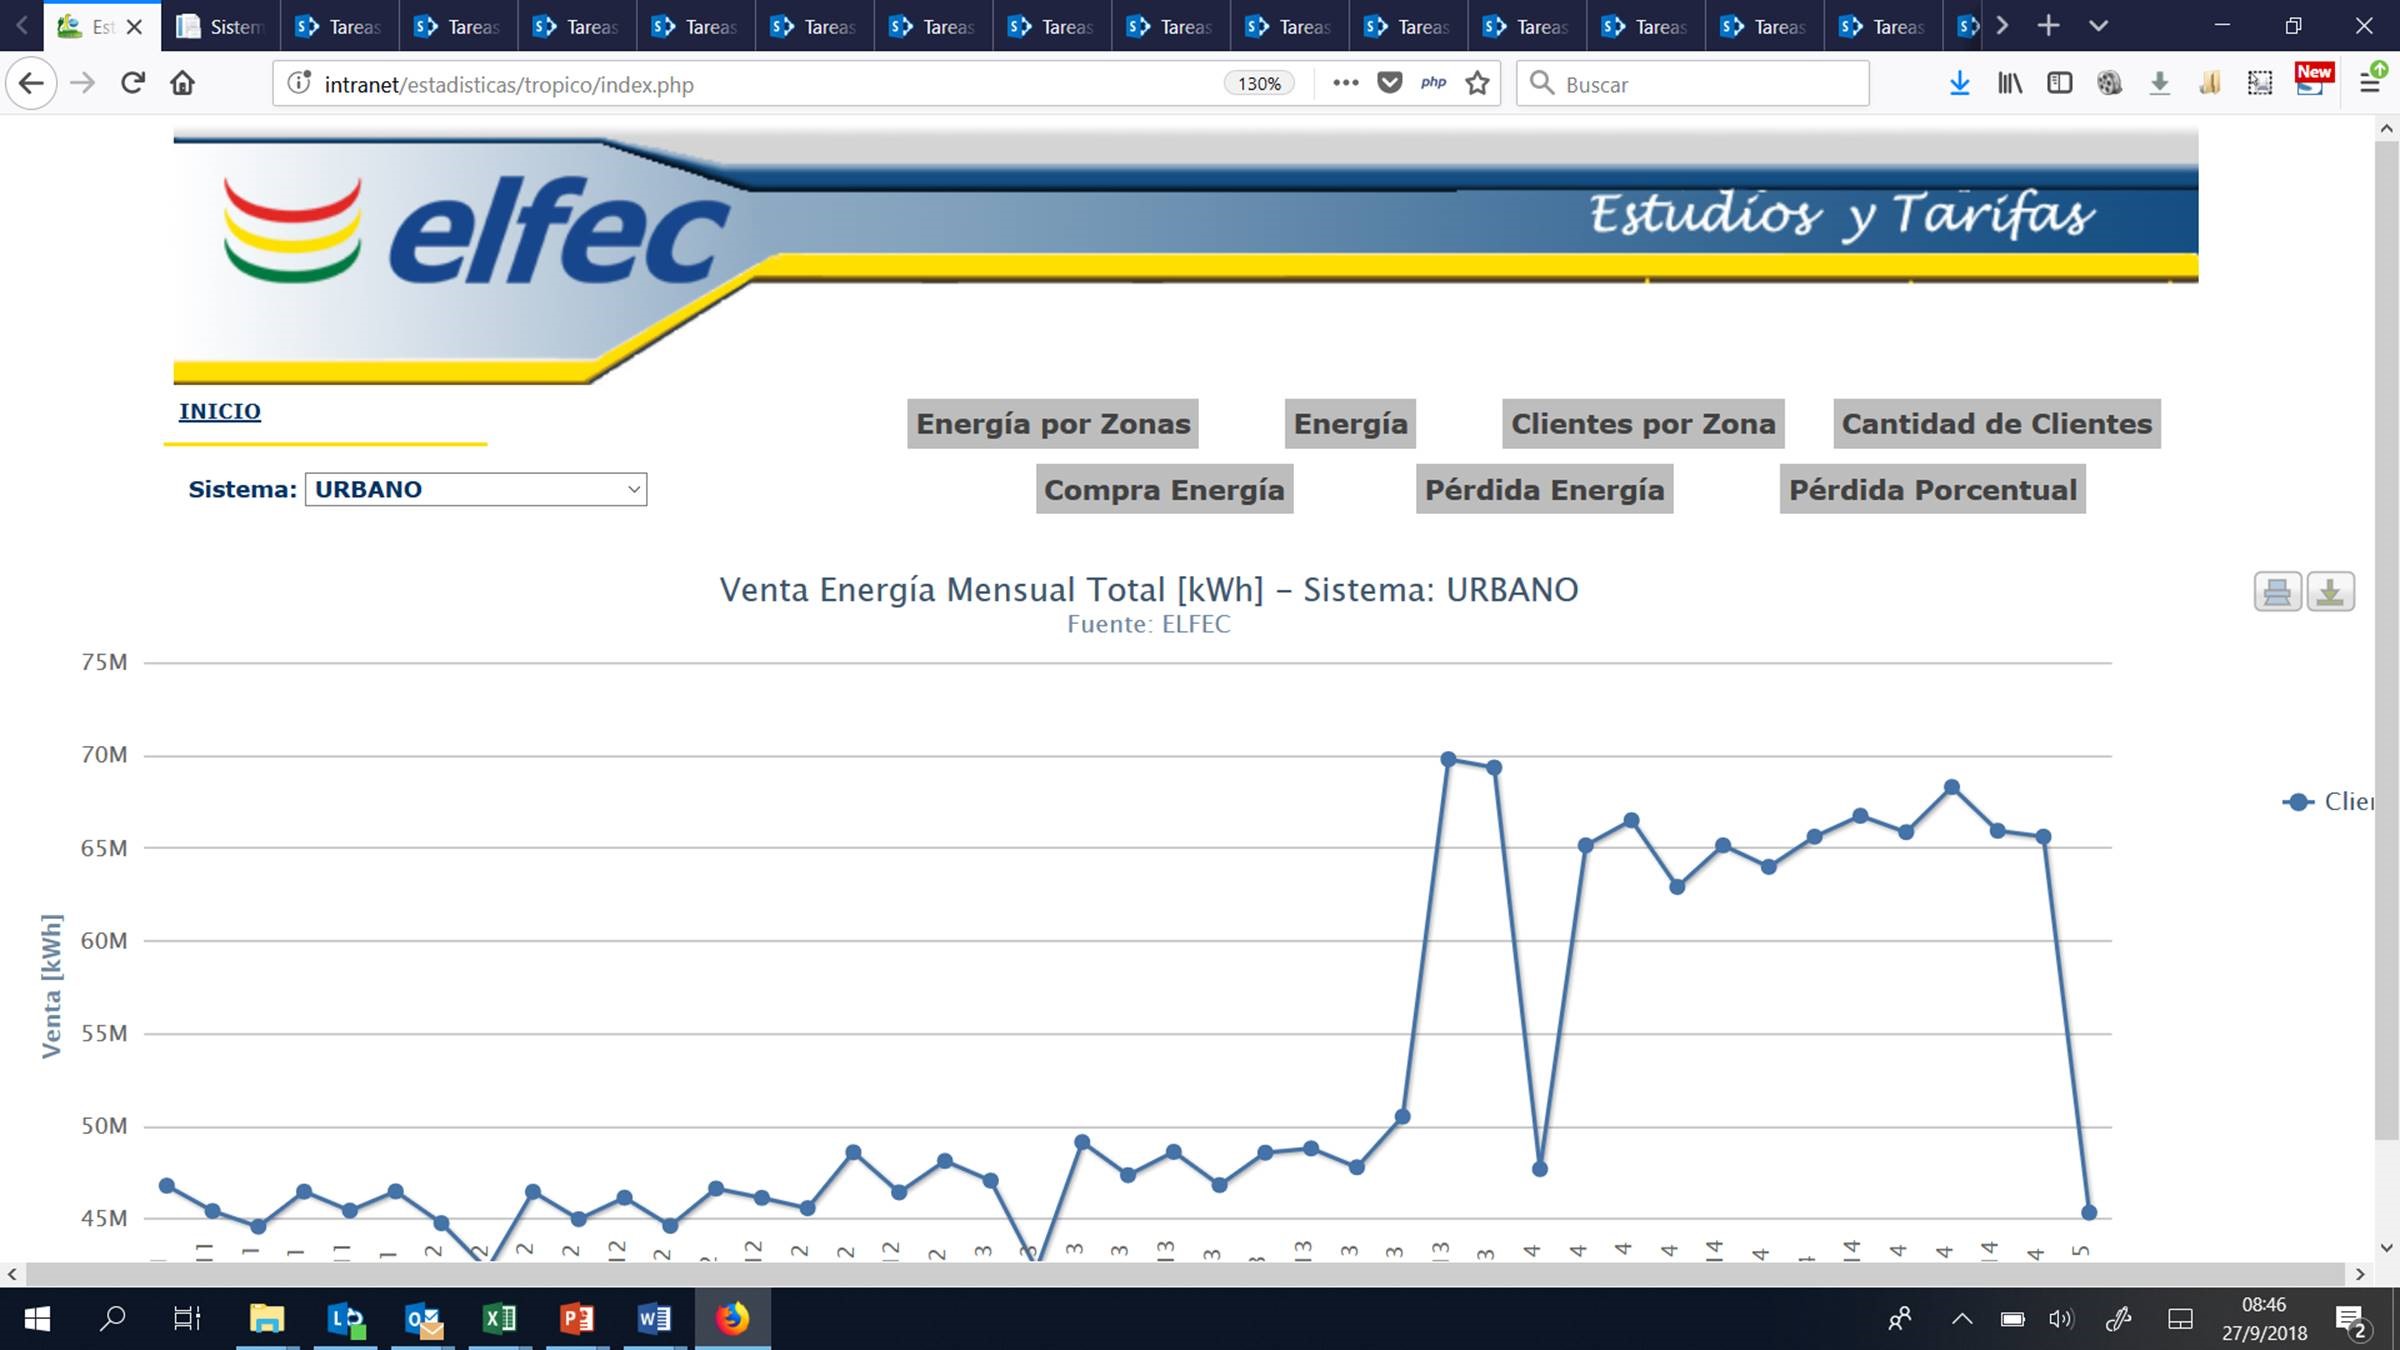 Est
Sistem
Tareas
Tareas
Tareas
Tareas
Tareas
Tareas
Tareas
Tareas
Tareas
Tareas
Tareas
Tareas
Tareas
Tareas
intranet/estadisticas/tropico/index.php
130%
php
Buscar
New
elfec
Estudios y Tarifas
INICIO
Energía por Zonas
Energía
Clientes por Zona
Cantidad de Clientes
Sistema: URBANO
Compra Energía
Pérdida Energía
Pérdida Porcentual
Venta Energía Mensual Total [kWh] – Sistema: URBANO
Fuente: ELFEC
75M
70M
65M
60M
55M
50M
45M
Venta [kWh]
Clien
08:46
27/9/2018
2